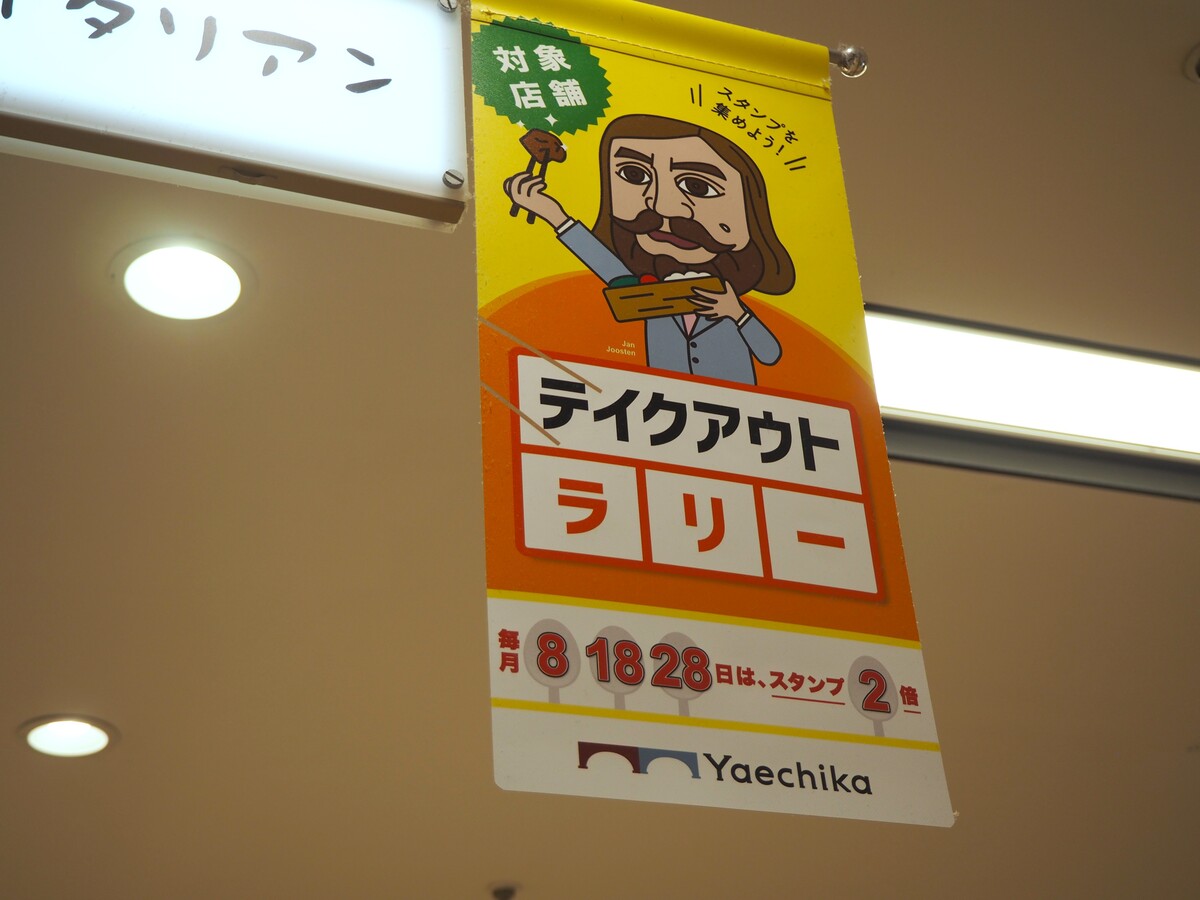 タリアン
対象
店舗
スタンプを
集めよう!
Jan
Joosten
テイクアウト
ラリー
毎月 8 18 28 日は、スタンプ 2 倍
Yaechika